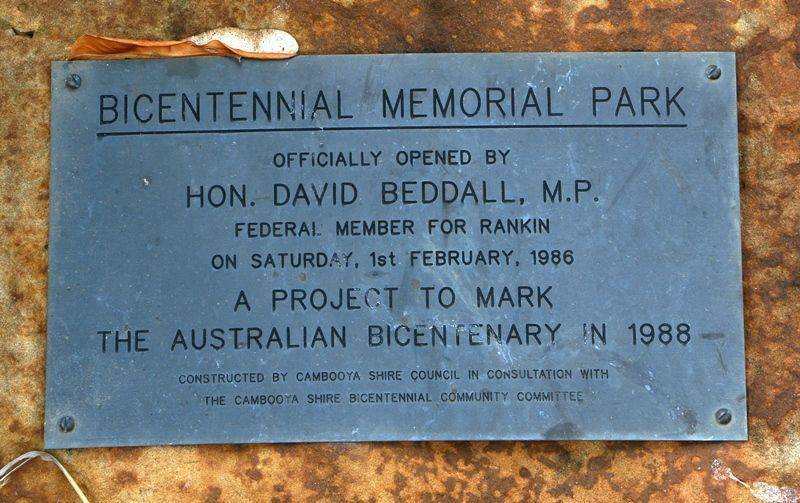 BICENTENNIAL MEMORIAL PARK
OFFICIALLY OPENED BY
HON. DAVID BEDDALL, M.P.
FEDERAL MEMBER FOR RANKIN
ON SATURDAY, 1st FEBRUARY, 1986
A PROJECT TO MARK
THE AUSTRALIAN BICENTENARY IN 1988
CONSTRUCTED BY CAMBOOYA SHIRE COUNCIL IN CONSULTATION WITH
THE CAMBOOYA SHIRE BICENTENNIAL COMMUNITY COMMITTEE